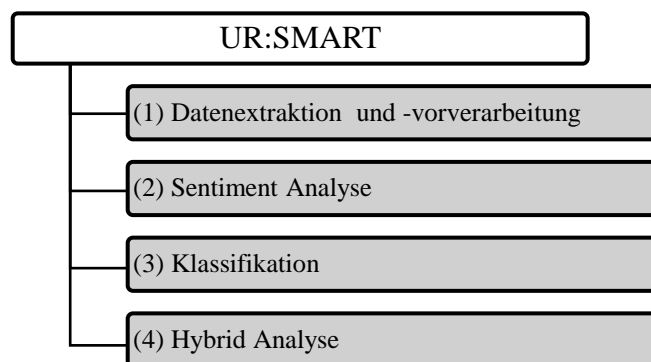 UR:SMART
(1) Datenextraktion und -vorverarbeitung
(2) Sentiment Analyse
(3) Klassifikation
(4) Hybrid Analyse